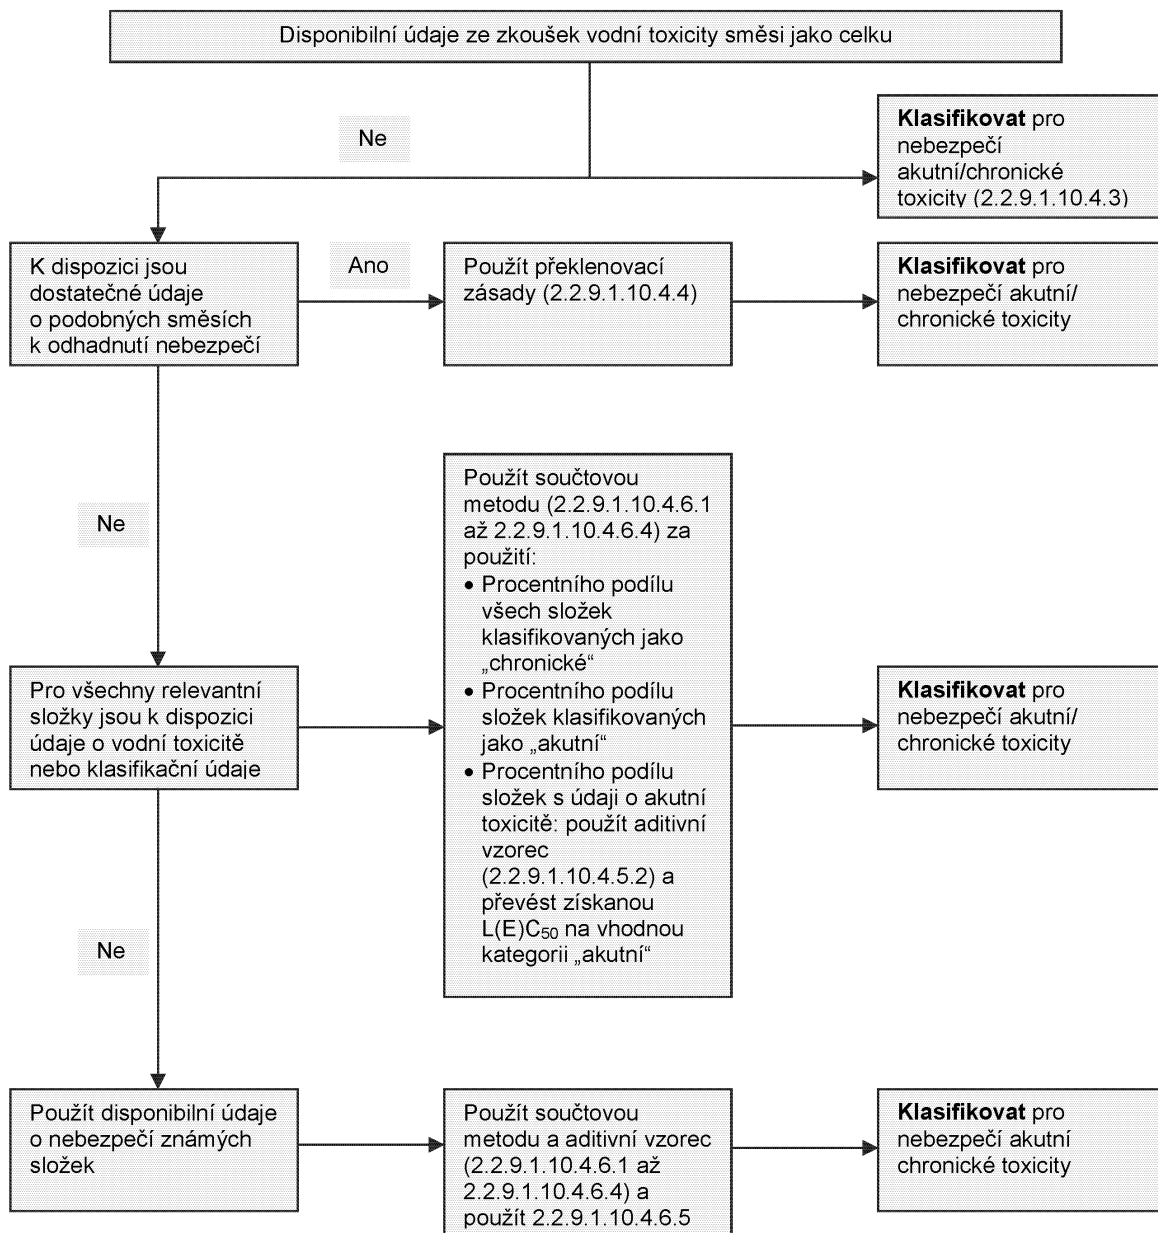 Disponibilní údaje ze zkoušek vodní toxicity směsi jako celku
Ne
Klasifikovat pro
nebezpečí
akutní/chronické
toxicity (2.2.9.1.10.4.3)
K dispozici jsou
dostatečné údaje
o podobných směsích
k odhadnutí nebezpečí
Ano
Použít překlenovací
zásady (2.2.9.1.10.4.4)
Klasifikovat pro
nebezpečí akutní/
chronické toxicity
Ne
Použít součtovou
metodu (2.2.9.1.10.4.6.1
až 2.2.9.1.10.4.6.4) za
použití:
• Procentního podílu
všech složek
klasifikovaných jako
„chronické“
• Procentního podílu
složek klasifikovaných
jako „akutní“
• Procentního podílu
složek s údaji o akutní
toxicitě: použít aditivní
vzorec
(2.2.9.1.10.4.5.2) a
převést získanou
L(E)C50 na vhodnou
kategorii „akutní“
Pro všechny relevantní
složky jsou k dispozici
údaje o vodní toxicitě
nebo klasifikační údaje
Klasifikovat pro
nebezpečí akutní/
chronické toxicity
Ne
Použít disponibilní údaje
o nebezpečí známých
složek
Použít součtovou
metodu a aditivní vzorec
(2.2.9.1.10.4.6.1 až
2.2.9.1.10.4.6.4) a
použít 2.2.9.1.10.4.6.5
Klasifikovat pro
nebezpečí akutní
chronické toxicity